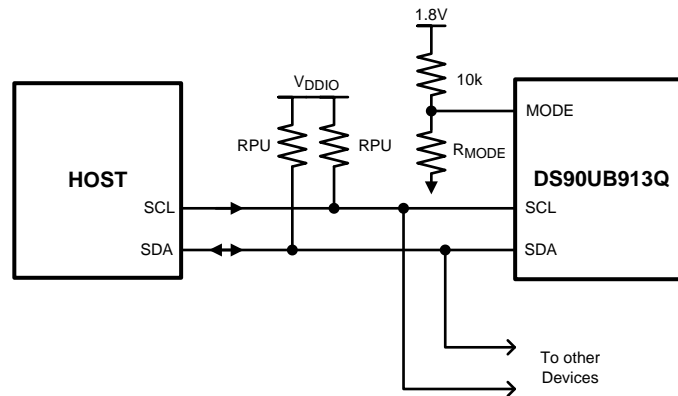 1.8V
10k
VDDIO
RPU
RPU
MODE
RMODE
HOST
DS90UB913Q
SCL
SCL
SDA
SDA
To other
Devices